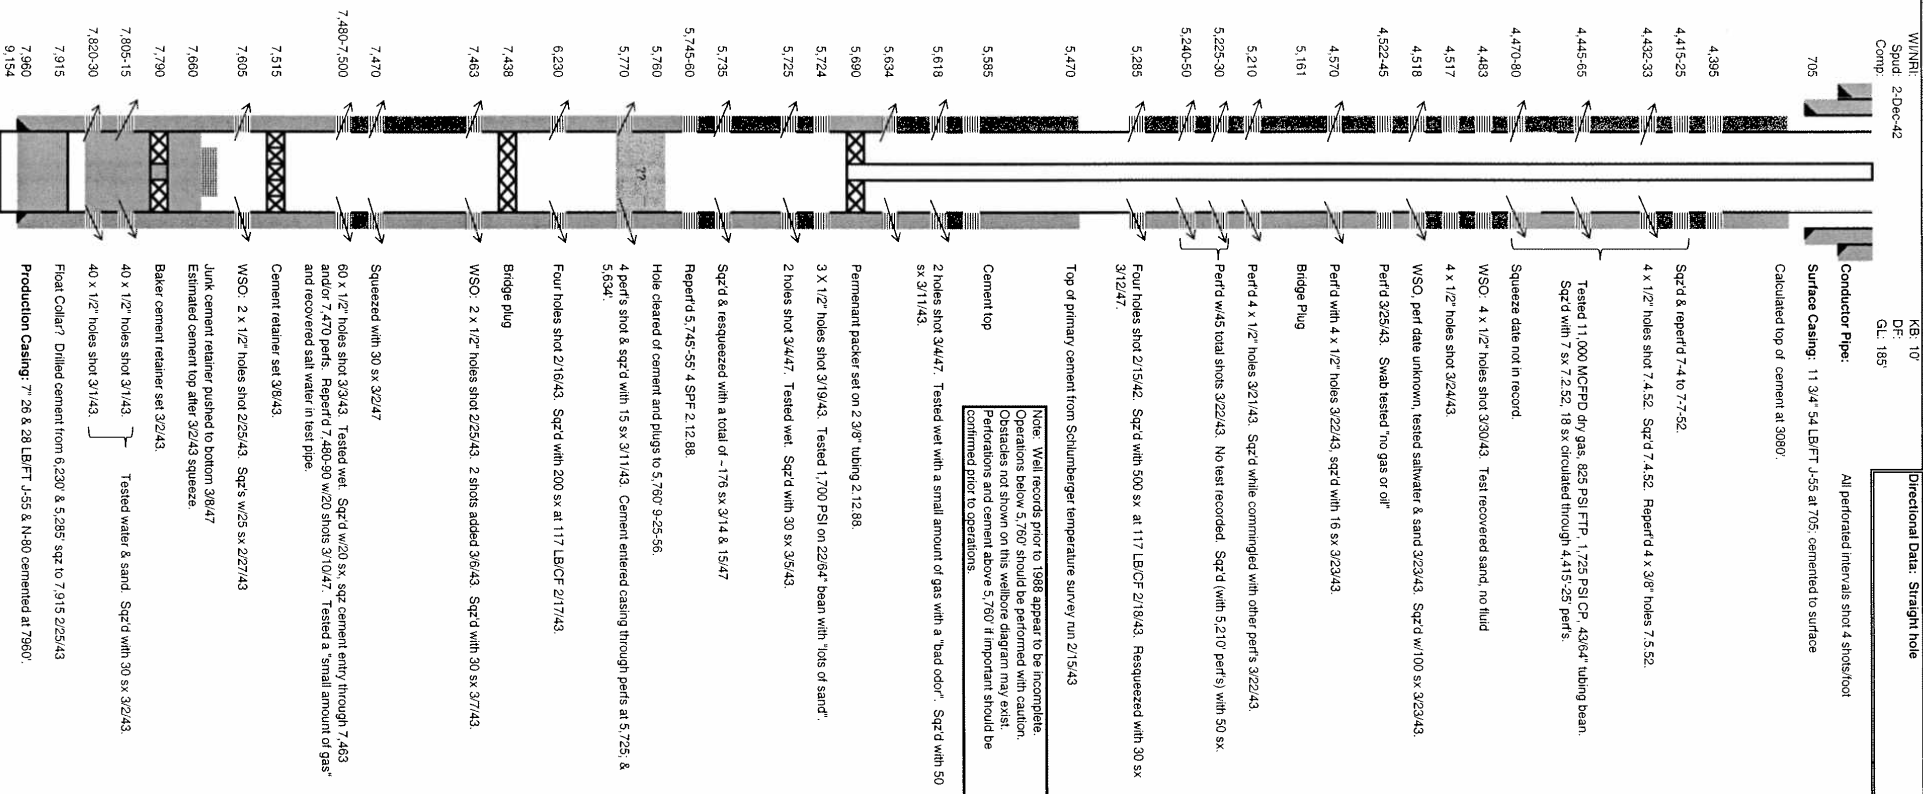 WI/NRI:
Spud: 2-Dec-42
Comp:
KB: 10'
DF:
GL: 185'
Directional Data: Straight hole
Conductor Pipe:
All perforated intervals shot 4 shots/foot
705
Surface Casing: 11 3/4" 54 LB/FT J-55 at 705; cemented to surface
Calculated top of cement at 3080'.
4,395
4,415-25
Sqz'd & reperf'd 7-4 to 7-7-52.
4,432-33
4 x 1/2" holes shot 7.4.52. Sqz'd 7.4.52. Reperf'd 4 x 3/8" holes 7.5.52.
4,445-65
Tested 11,000 MCFPD dry gas, 825 PSI FTP, 1,725 PSI CP, 43/64" tubing bean.
Sqz'd with 7 sx 7.2.52, 18 sx circulated through 4,415'-25' perf's.
4,470-80
Squeeze date not in record.
4,483
WSO: 4 x 1/2" holes shot 3/30/43. Test recovered sand, no fluid
4,517
4 x 1/2" holes shot 3/24/43.
4,518
WSO, perf date unknown, tested saltwater & sand 3/23/43. Sqz'd w/100 sx 3/23/43.
4,522-45
Perf'd 3/25/43. Swab tested "no gas or oil"
4,570
Perf'd with 4 x 1/2" holes 3/22/43, sqz'd with 16 sx 3/23/43.
5,161
Bridge Plug
5,210
Perf'd 4 x 1/2" holes 3/21/43. Sqz'd while commingled with other perf's 3/22/43.
5,225-30
5,240-50
Perf'd w/45 total shots 3/22/43. No test recorded. Sqz'd (with 5,210' perf's) with 50 sx.
5,285
Four holes shot 2/15/42. Sqz'd with 500 sx at 117 LB/CF 2/18/43. Resqueezed with 30 sx
3/12/47.
5,470
Top of primary cement from Schlumberger temperature survey run 2/15/43
Note: Well records prior to 1988 appear to be incomplete.
Operations below 5,760' should be performed with caution.
Obstacles not shown on this wellbore diagram may exist.
Perforations and cement above 5,760' if important should be
confirmed prior to operations.
5,585
Cement top
5,618
2 holes shot 3/4/47. Tested wet with a small amount of gas with a "bad odor". Sqz'd with 50
sx 3/11/43.
5,634
5,690
Permenant packer set on 2 3/8" tubing 2.12.88.
5,724
3 X 1/2" holes shot 3/19/43. Tested 1,700 PSI on 22/64" bean with "lots of sand".
5,725
2 holes shot 3/4/47. Tested wet. Sqz'd with 30 sx 3/5/43.
5,735
Sqz'd & resqueezed with a total of ~176 sx 3/14 & 15/47
5,745-60
Reperf'd 5,745'-55' 4 SPF 2.12.88.
5,760
Hole cleared of cement and plugs to 5,760' 9-25-56.
5,770
??
4 perf's shot & sqz'd with 15 sx 3/11/43. Cement entered casing through perfs at 5,725; &
5,634'.
6,230
Four holes shot 2/16/43. Sqz'd with 200 sx at 117 LB/CF 2/17/43.
7,438
Bridge plug
7,463
WSO: 2 x 1/2" holes shot 2/25/43. 2 shots added 3/6/43. Sqz'd with 30 sx 3/7/43.
7,470
Squeezed with 30 sx 3/2/47
7,480-7,500
60 x 1/2" holes shot 3/3/43. Tested wet. Sqz'd w/20 sx, sqz cement entry through 7,463
and/or 7,470 perfs. Reperf'd 7,480-90 w/20 shots 3/10/47. Tested a "small amount of gas"
and recovered salt water in test pipe.
7,515
Cement retainer set 3/8/43.
7,605
WSO: 2 x 1/2" holes shot 2/25/43. Sqz's w/25 sx 2/27/43
Junk cement retainer pushed to bottom 3/8/47
7,660
Estimated cement top after 3/2/43 squeeze.
7,790
Baker cement retainer set 3/2/43.
7,805-15
40 x 1/2" holes shot 3/1/43.
Tested water & sand. Sqz'd with 30 sx 3/2/43.
7,820-30
40 x 1/2" holes shot 3/1/43.
7,915
Float Collar? Drilled cement from 6,230' & 5,285' sqz to 7,915 2/25/43
7,960
Production Casing: 7" 26 & 28 LB/FT J-55 & N-80 cemented at 7960'.
9,154